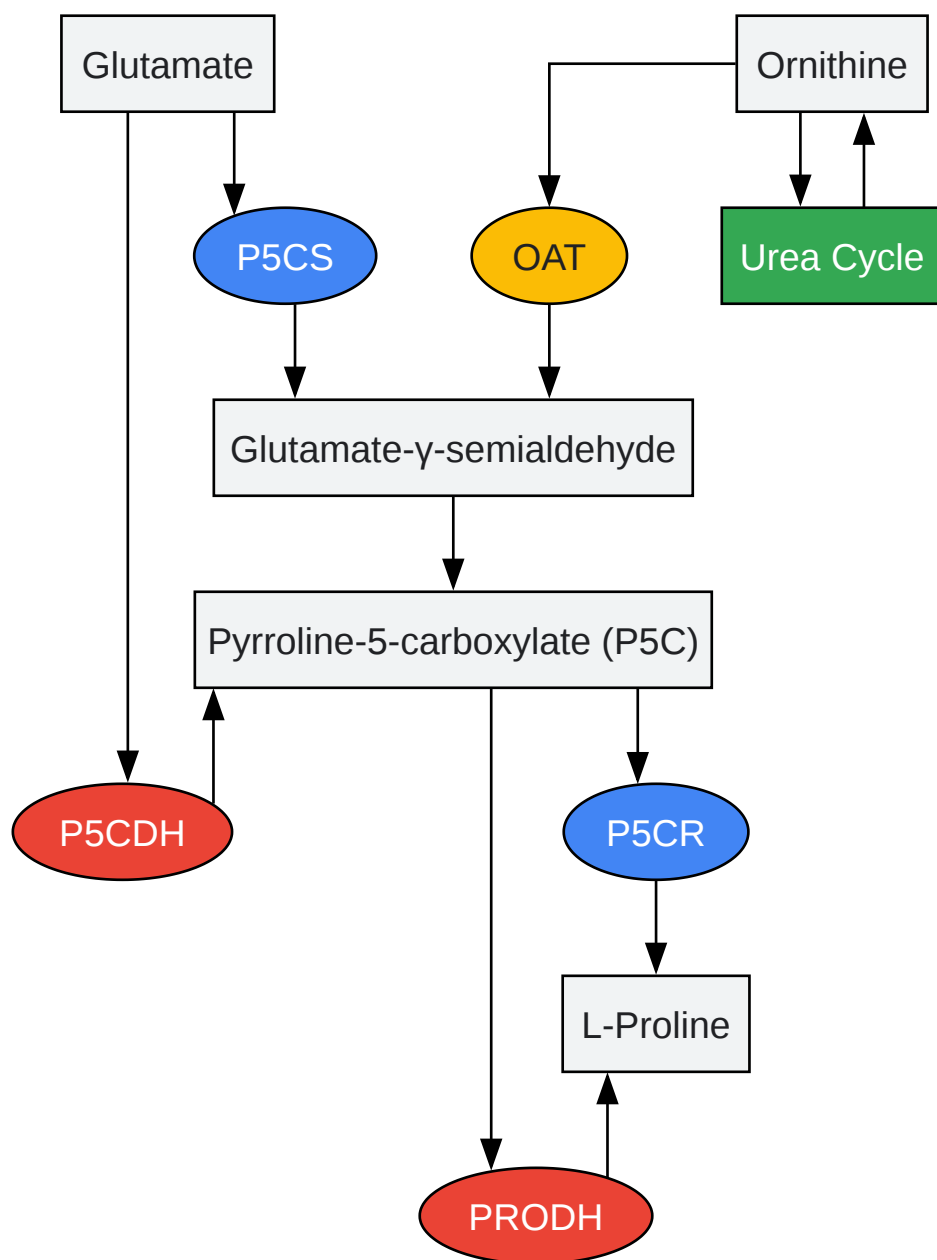 Glutamate
Ornithine
P5CS
OAT
Urea Cycle
Glutamate-γ-semialdehyde
Pyrroline-5-carboxylate (P5C)
P5CDH
P5CR
L-Proline
PRODH